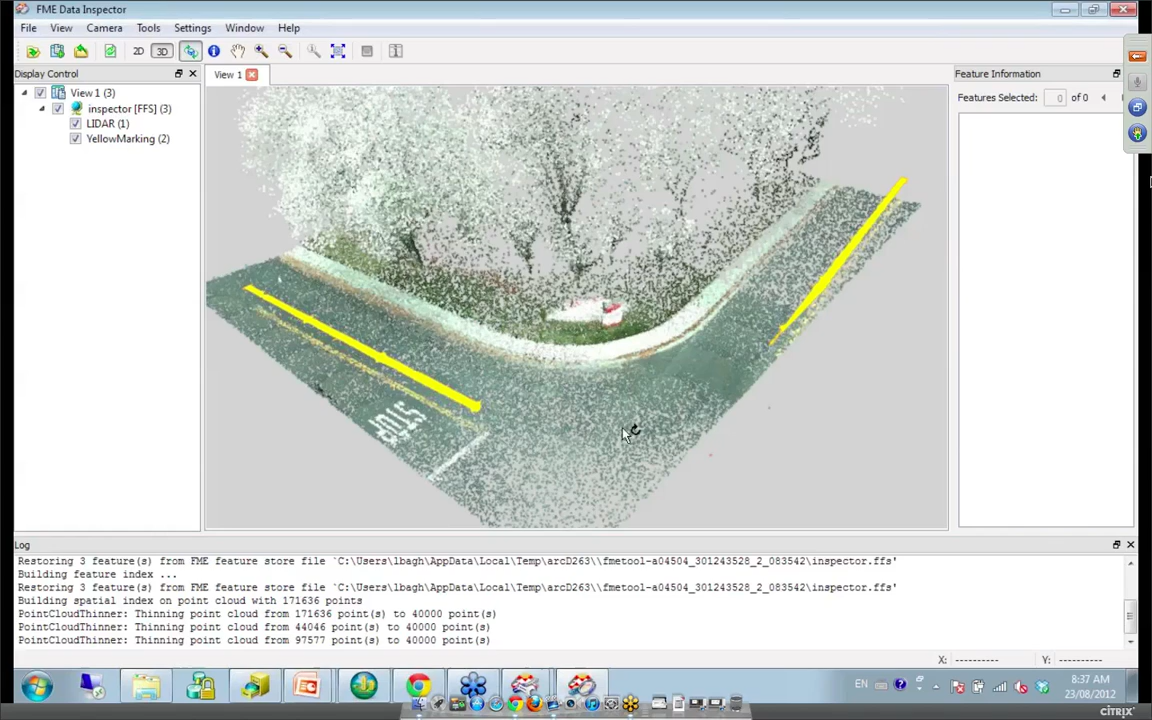 FME Data Inspector
File View Camera Tools Settings Window Help
2D 3D
Display Control
View 1
Feature Information
View 1 (3)
inspector [FFS] (3)
LIDAR (1)
YellowMarking (2)
Features Selected: 0 of 0
STOP
Log
Restoring 3 feature(s) from FME feature store file `C:\Users\lbagh\AppData\Local\Temp\arcD263\\fmetool-a04504_301243528_2_083542\inspector.ffs'
Building feature index ...
Restoring 3 feature(s) from FME feature store file `C:\Users\lbagh\AppData\Local\Temp\arcD263\\fmetool-a04504_301243528_2_083542\inspector.ffs'
Building spatial index on point cloud with 171636 points
PointCloudThinner: Thinning point cloud from 171636 point(s) to 40000 point(s)
PointCloudThinner: Thinning point cloud from 44046 point(s) to 40000 point(s)
PointCloudThinner: Thinning point cloud from 97577 point(s) to 40000 point(s)
X: ---------- Y: ----------
EN
8:37 AM
23/08/2012
CITRIX